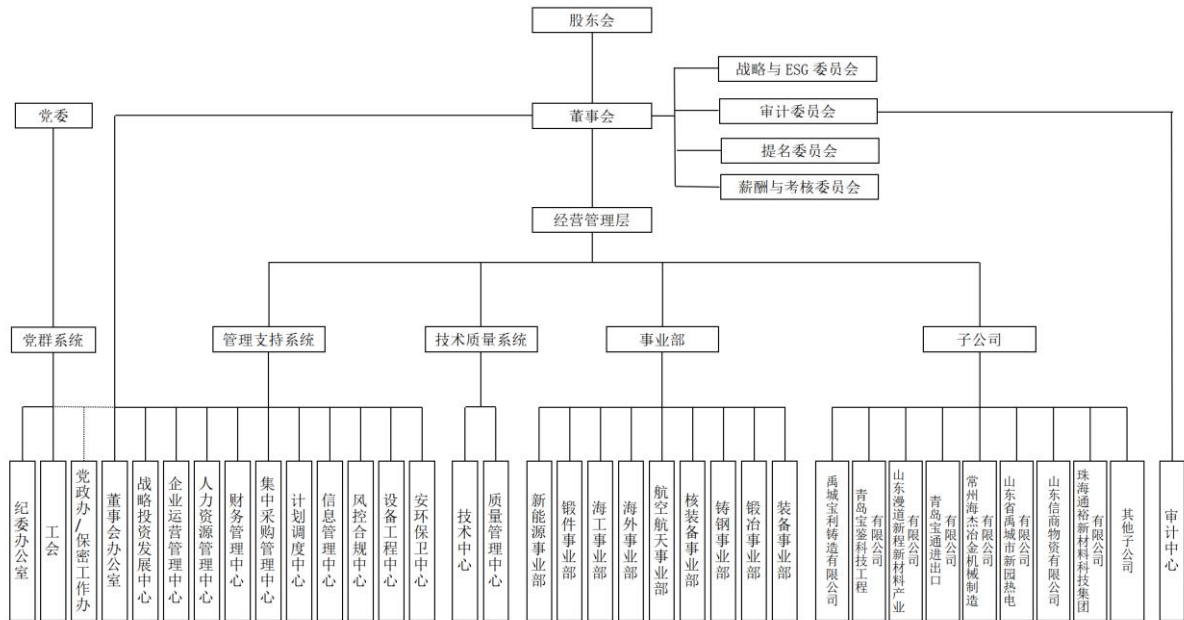 股东会
战略与 ESG 委员会
党委
董事会
审计委员会
提名委员会
薪酬与考核委员会
经营管理层
党群系统
管理支持系统
技术质量系统
事业部
子公司
纪委办公室
工会
党政办/保密工作办
董事会办公室
战略投资发展中心
企业运营管理中心
人力资源管理中心
财务管理中心
集中采购管理中心
计划调度中心
信息管理中心
风控合规中心
设备工程中心
安环保卫中心
技术中心
质量管理中心
新能源事业部
锻件事业部
海工事业部
海外事业部
航空航天事业部
核装备事业部
铸钢事业部
锻冶事业部
装备事业部
禹城宝利铸造有限公司
青岛宝鉴科技工程
有限公司
山东漫道新程新材料产业
有限公司
青岛宝通进出口
有限公司
常州海杰冶金机械制造
有限公司
山东省禹城市新园热电
有限公司
山东信商物资有限公司
珠海通裕新材料科技集团
有限公司
其他子公司
审计中心